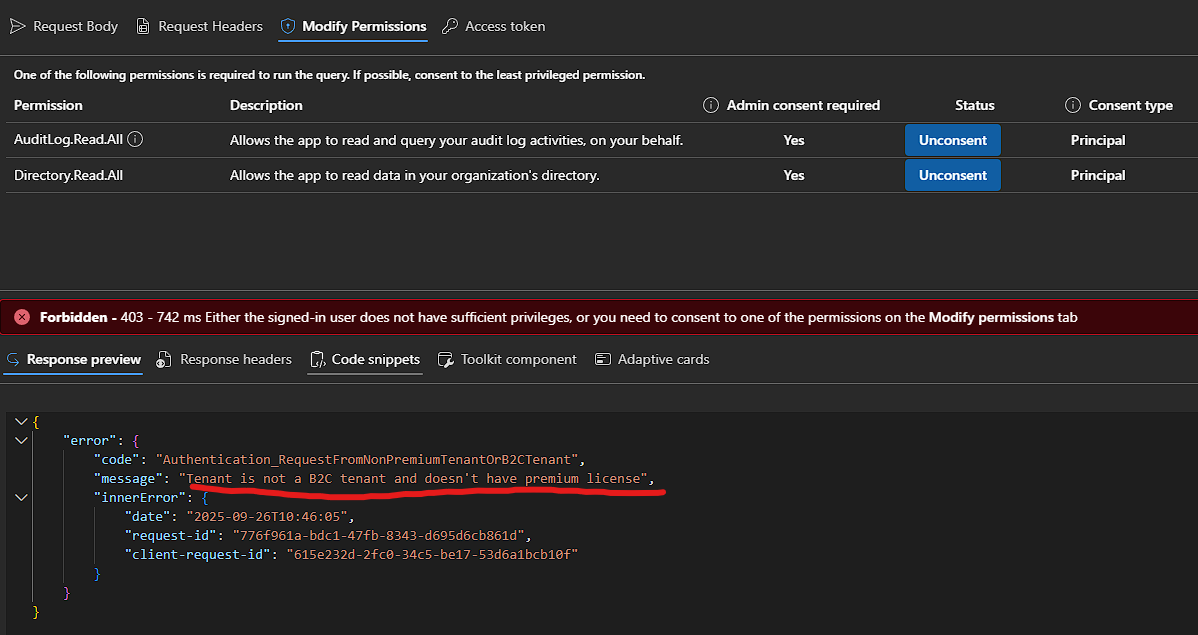 Request Body Request Headers Modify Permissions Access token
One of the following permissions is required to run the query. If possible, consent to the least privileged permission.
Permission Description Admin consent required Status Consent type
AuditLog.Read.All Allows the app to read and query your audit log activities, on your behalf. Yes Unconsent Principal
Directory.Read.All Allows the app to read data in your organization's directory. Yes Unconsent Principal
Forbidden - 403 - 742 ms Either the signed-in user does not have sufficient privileges, or you need to consent to one of the permissions on the Modify permissions tab
Response preview Response headers Code snippets Toolkit component Adaptive cards
{
"error": {
"code": "Authentication_RequestFromNonPremiumTenantOrB2CTenant",
"message": "Tenant is not a B2C tenant and doesn't have premium license",
"innerError": {
"date": "2025-09-26T10:46:05",
"request-id": "776f961a-bdc1-47fb-8343-d695d6cb861d",
"client-request-id": "615e232d-2fc0-34c5-be17-53d6a1bcb10f"
}
}
}